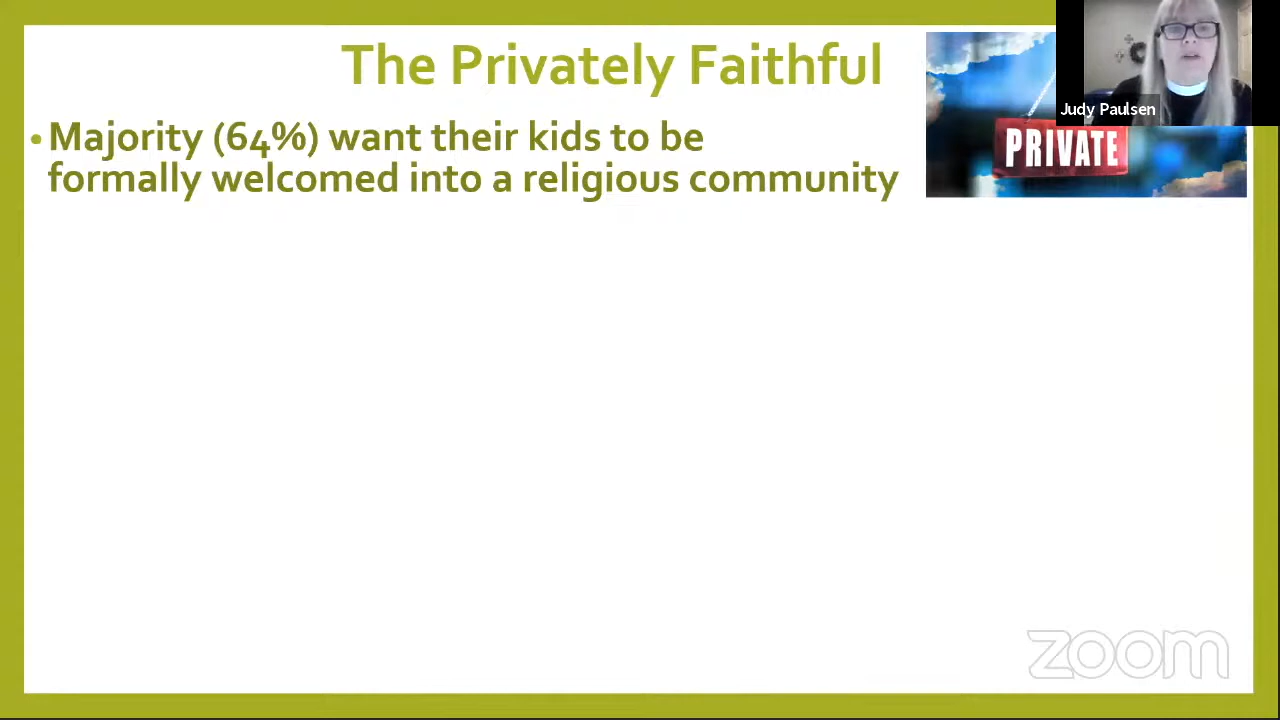 The Privately Faithful
• Majority (64%) want their kids to be
formally welcomed into a religious community
PRIVATE
Judy Paulsen
zoom